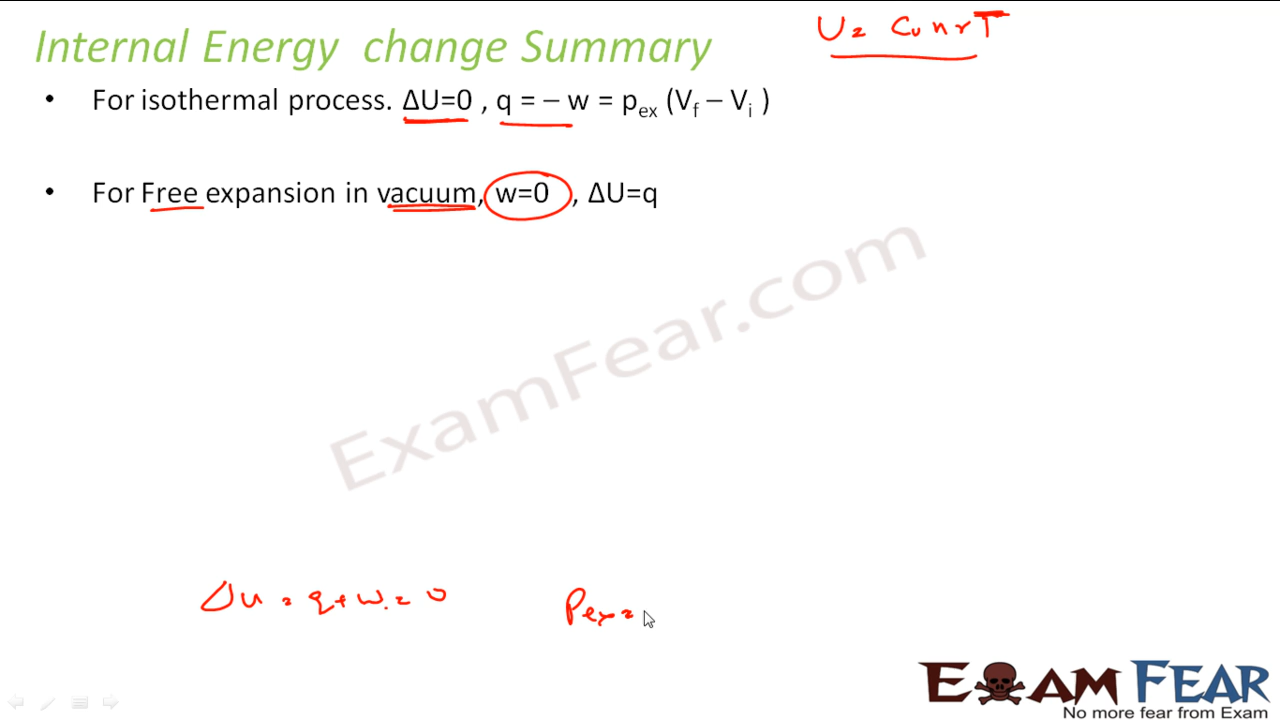 Internal Energy change Summary
U = Cv n r T
• For isothermal process. ΔU=0 , q = – w = pex (Vf – Vi )
• For Free expansion in vacuum, w=0 , ΔU=q
ExamFear.com
Δu = q + w = 0
Pex =
EXAM FEAR
No more fear from Exam